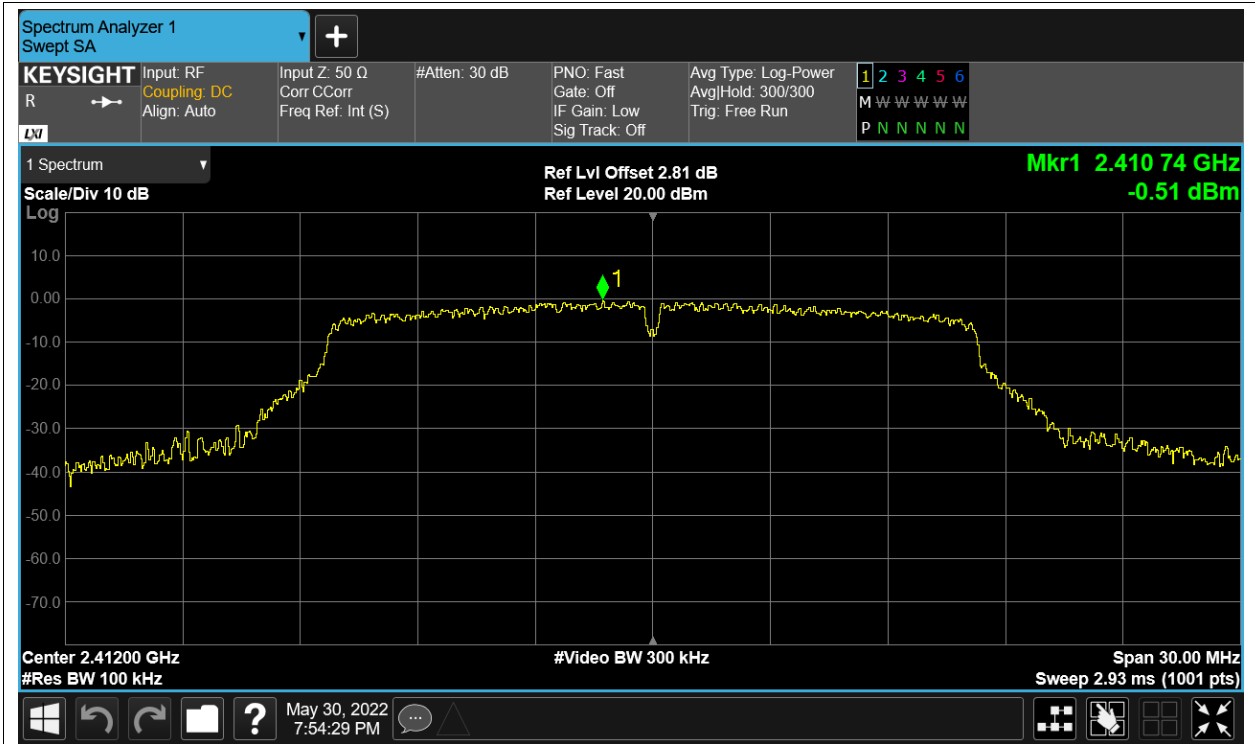 Spectrum Analyzer 1
Swept SA
KEYSIGHT
R
LXI
Input: RF
Coupling: DC
Align: Auto
Input Z: 50 Ω
Corr CCorr
Freq Ref: Int (S)
#Atten: 30 dB
PNO: Fast
Gate: Off
IF Gain: Low
Sig Track: Off
Avg Type: Log-Power
Avg|Hold: 300/300
Trig: Free Run
1 2 3 4 5 6
M W W W W W
P N N N N N
1 Spectrum
Scale/Div 10 dB
Log
Ref Lvl Offset 2.81 dB
Ref Level 20.00 dBm
Mkr1 2.410 74 GHz
-0.51 dBm
10.0
0.00
-10.0
-20.0
-30.0
-40.0
-50.0
-60.0
-70.0
1
Center 2.41200 GHz
#Res BW 100 kHz
#Video BW 300 kHz
Span 30.00 MHz
Sweep 2.93 ms (1001 pts)
?
May 30, 2022
7:54:29 PM